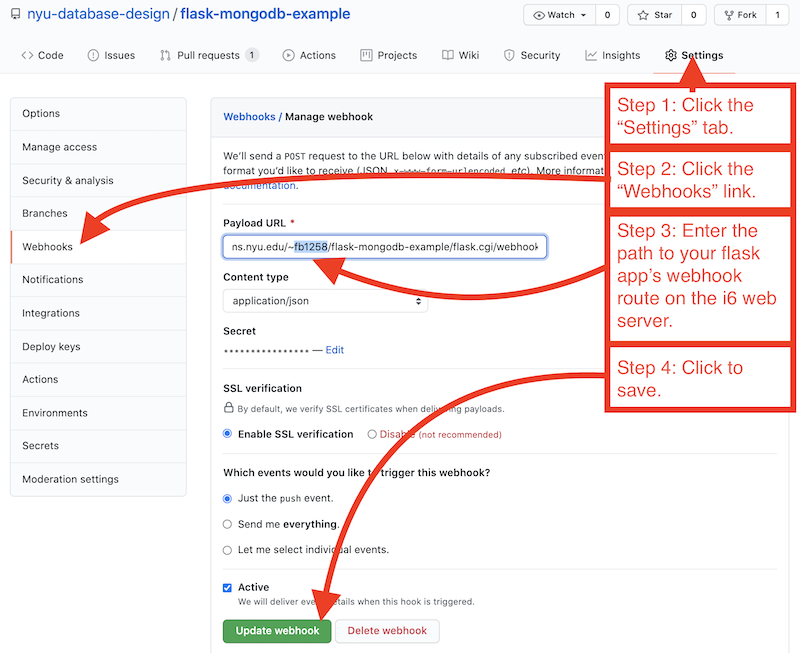 nyu-database-design / flask-mongodb-example
Watch 0 Star 0 Fork 1
Code Issues Pull requests 1 Actions Projects Wiki Security Insights Settings
Options
Manage access
Security & analysis
Branches
Webhooks
Notifications
Integrations
Deploy keys
Actions
Environments
Secrets
Moderation settings
Webhooks / Manage webhook
We'll send a POST request to the URL below with details of any subscribed
format you'd like to receive (JSON, etc). More
documentation.
Payload URL *
ns.nyu.edu/~fb1258/flask-mongodb-example/flask.cgi/webhook
Content type
application/json
Secret
**************** — Edit
SSL verification
By default, we verify SSL certificates when delivering payloads.
Enable SSL verification Disable (not recommended)
Which events would you like to trigger this webhook?
Just the push event.
Send me everything.
Let me select individual events.
Active
We will deliver event details when this hook is triggered.
Update webhook Delete webhook
Step 1: Click the
“Settings” tab.
Step 2: Click the
“Webhooks” link.
Step 3: Enter the
path to your flask
app’s webhook
route on the i6 web
server.
Step 4: Click to
save.